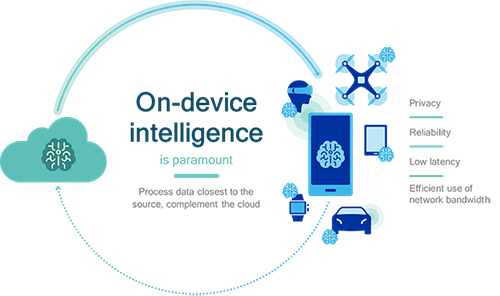 On-device
intelligence
is paramount
Process data closest to the
source, complement the cloud
Privacy
Reliability
Low latency
Efficient use of
network bandwidth